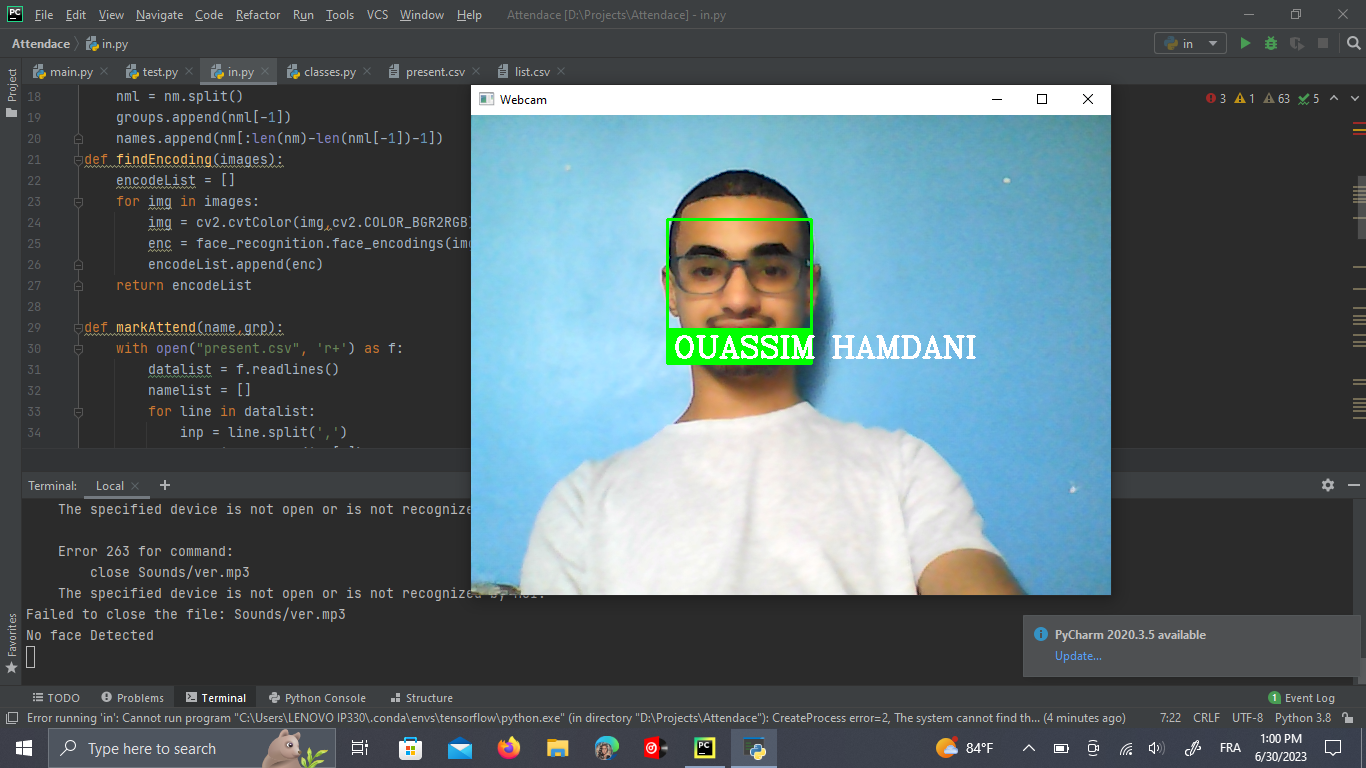 File Edit View Navigate Code Refactor Run Tools VCS Window Help Attendace [D:\Projects\Attendace] - in.py
Attendace in.py in
main.py test.py in.py classes.py present.csv list.csv
Project
3 1 63 5
Webcam
18 nml = nm.split()
19 groups.append(nml[-1])
20 names.append(nm[:len(nm)-len(nml[-1])-1])
21 def findEncoding(images):
22 encodeList = []
23 for img in images:
24 img = cv2.cvtColor(img,cv2.COLOR_BGR2RGB)
25 enc = face_recognition.face_encodings(
26 encodeList.append(enc)
27 return encodeList
28
29 def markAttend(name,grp):
30 with open("present.csv", 'r+') as f:
31 datalist = f.readlines()
32 namelist = []
33 for line in datalist:
34 inp = line.split(',')
OUASSIM HAMDANI
Terminal: Local +
The specified device is not open or is not recognize
Error 263 for command:
close Sounds/ver.mp3
The specified device is not open or is not recognized by
Failed to close the file: Sounds/ver.mp3
No face Detected
Favorites
PyCharm 2020.3.5 available
Update...
TODO Problems Terminal Python Console Structure 1 Event Log
Error running 'in': Cannot run program "C:\Users\LENOVO IP330\.conda\envs\tensorflow\python.exe" (in directory "D:\Projects\Attendace"): CreateProcess error=2, The system cannot find th... (4 minutes ago) 7:22 CRLF UTF-8 Python 3.8
Type here to search 84°F FRA 1:00 PM
6/30/2023